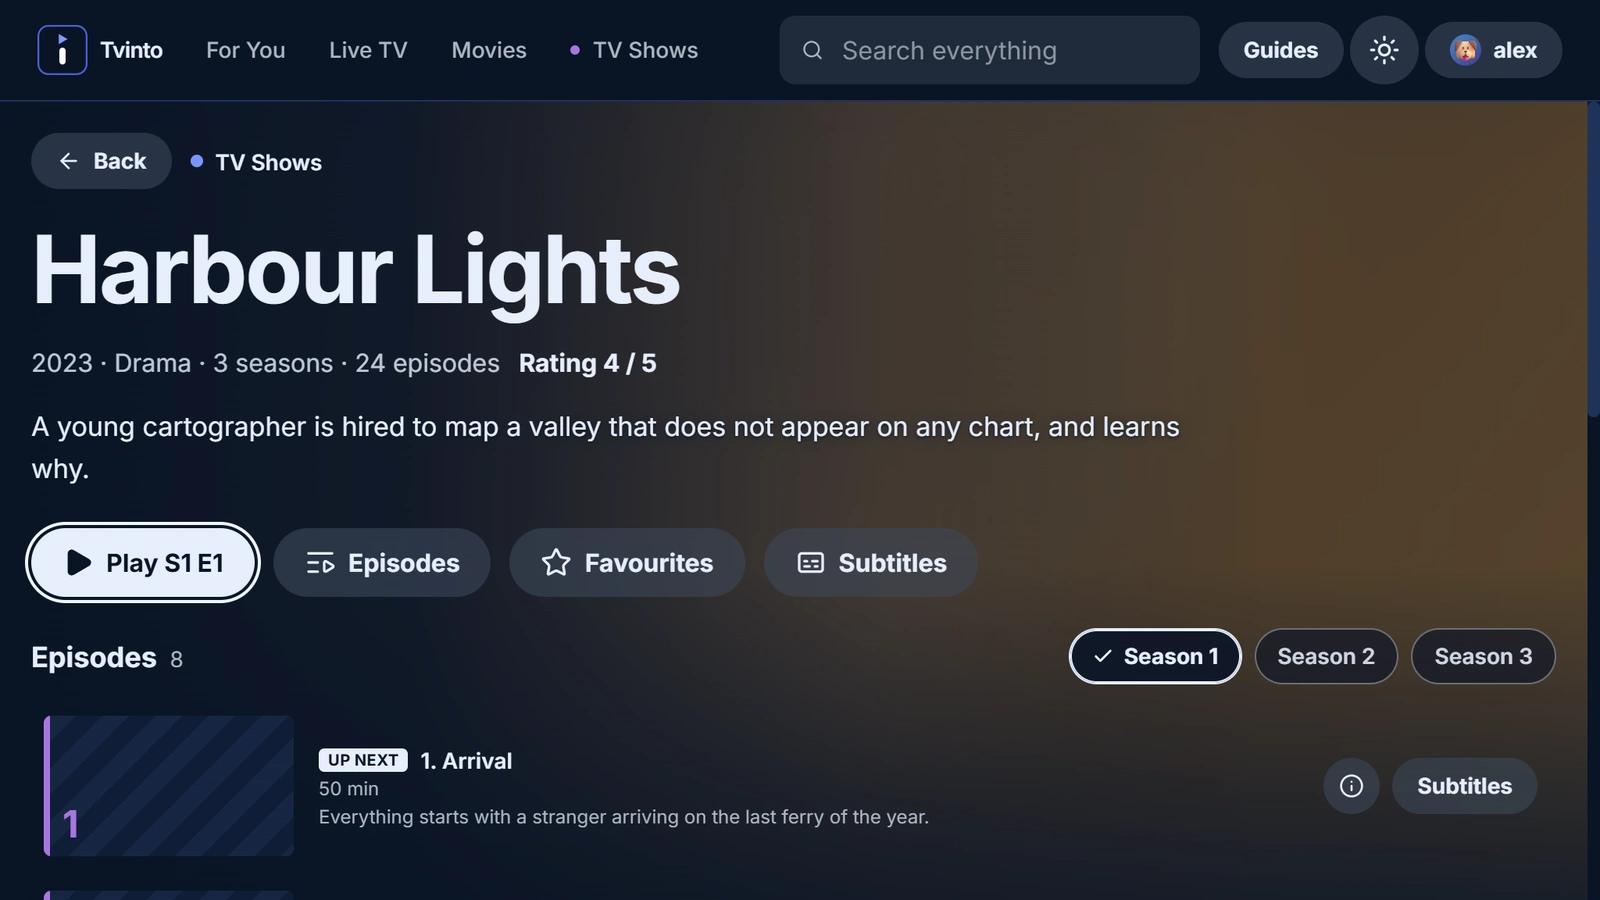 Tvinto
For You
Live TV
Movies
TV Shows
Search everything
Guides
alex
Back
TV Shows
Harbour Lights
2023 · Drama · 3 seasons · 24 episodes Rating 4 / 5
A young cartographer is hired to map a valley that does not appear on any chart, and learns
why.
Play S1 E1
Episodes
Favourites
Subtitles
Episodes 8
Season 1
Season 2
Season 3
1
UP NEXT 1. Arrival
50 min
Everything starts with a stranger arriving on the last ferry of the year.
Subtitles